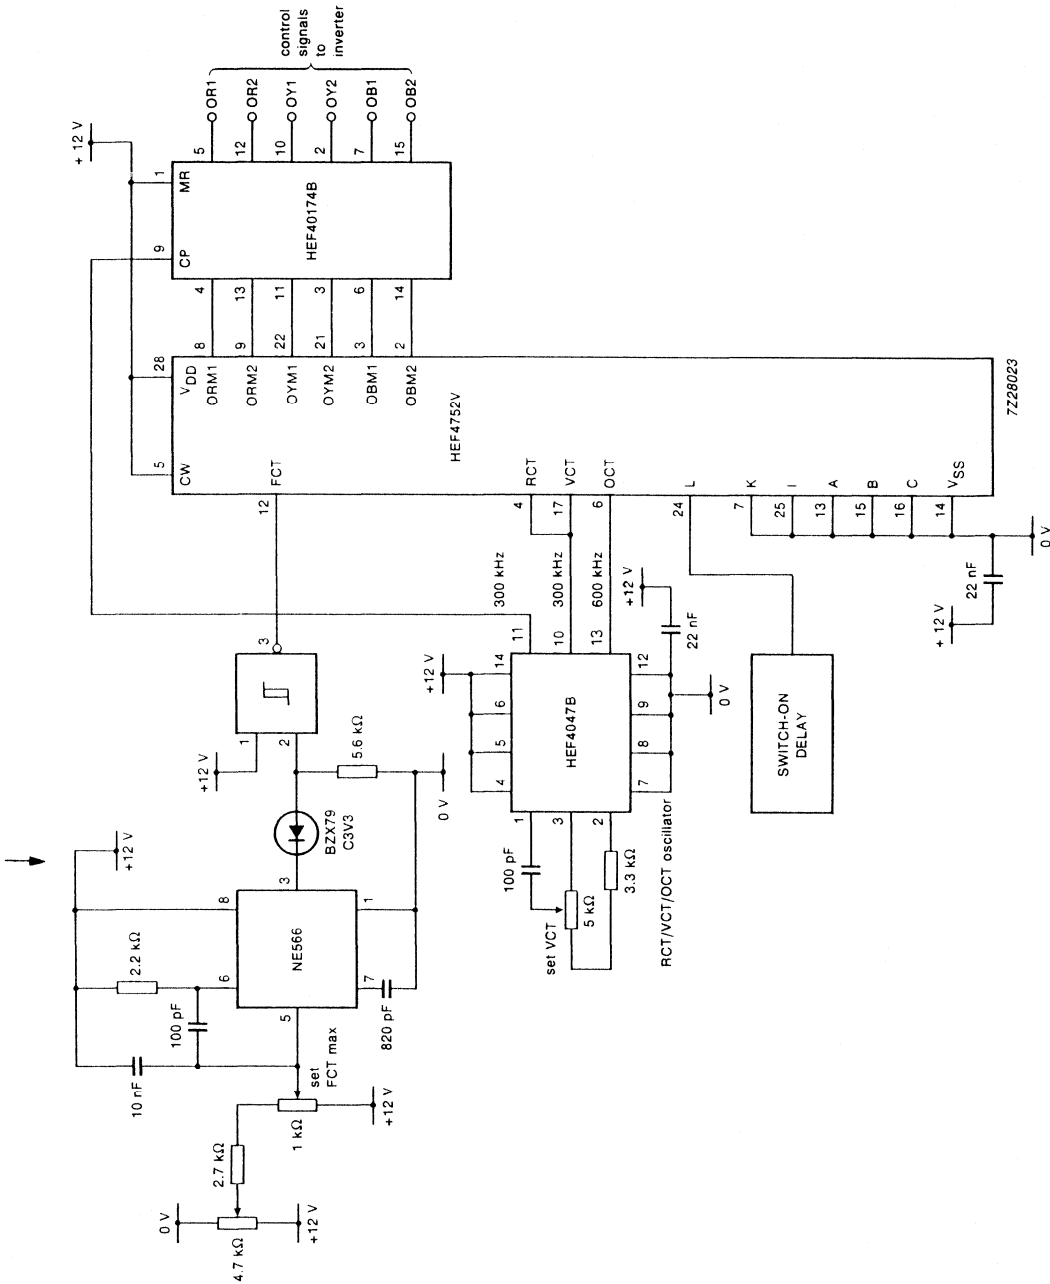 control
signals
to
inverter
OR1
OR2
OY1
OY2
OB1
OB2
+ 12 V
5
12
10
2
7
15
1
MR
9
CP
HEF40174B
4
13
11
3
6
14
8
9
22
21
3
2
28
VDD
ORM1
ORM2
OYM1
OYM2
OBM1
OBM2
HEF4752V
5
CW
12
FCT
4
RCT
17
VCT
6
OCT
24
L
7
K
25
I
13
A
15
B
16
C
14
VSS
7Z28023
0 V
22 nF
+ 12 V
300 kHz
300 kHz
600 kHz
11
10
13
+12 V
22 nF
+12 V
14
6
5
4
12
9
8
7
0 V
HEF4047B
1
3
2
100 pF
set VCT
5 kΩ
3.3 kΩ
RCT/VCT/OCT oscillator
SWITCH-ON
DELAY
3
1
2
+12 V
5.6 kΩ
0 V
BZX79
C3V3
+12 V
3
8
1
NE566
6
7
5
2.2 kΩ
100 pF
820 pF
10 nF
set
FCT max
1 kΩ
+12 V
2.7 kΩ
0 V
+12 V
4.7 kΩ